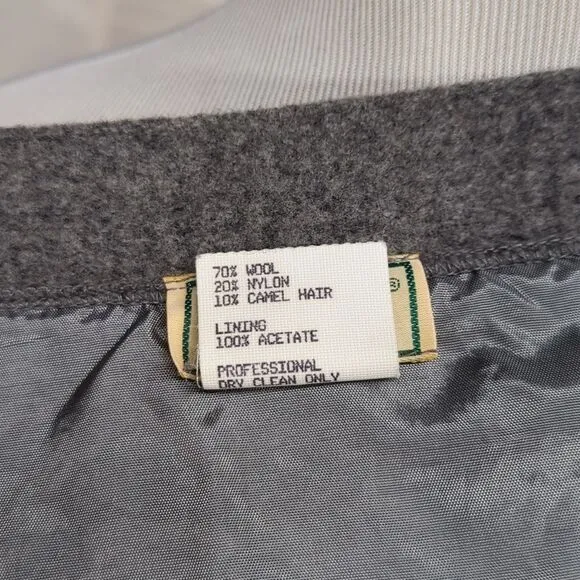 70% WOOL
20% NYLON
10% CAMEL HAIR
LINING
100% ACETATE
PROFESSIONAL
DRY CLEAN ONLY
®